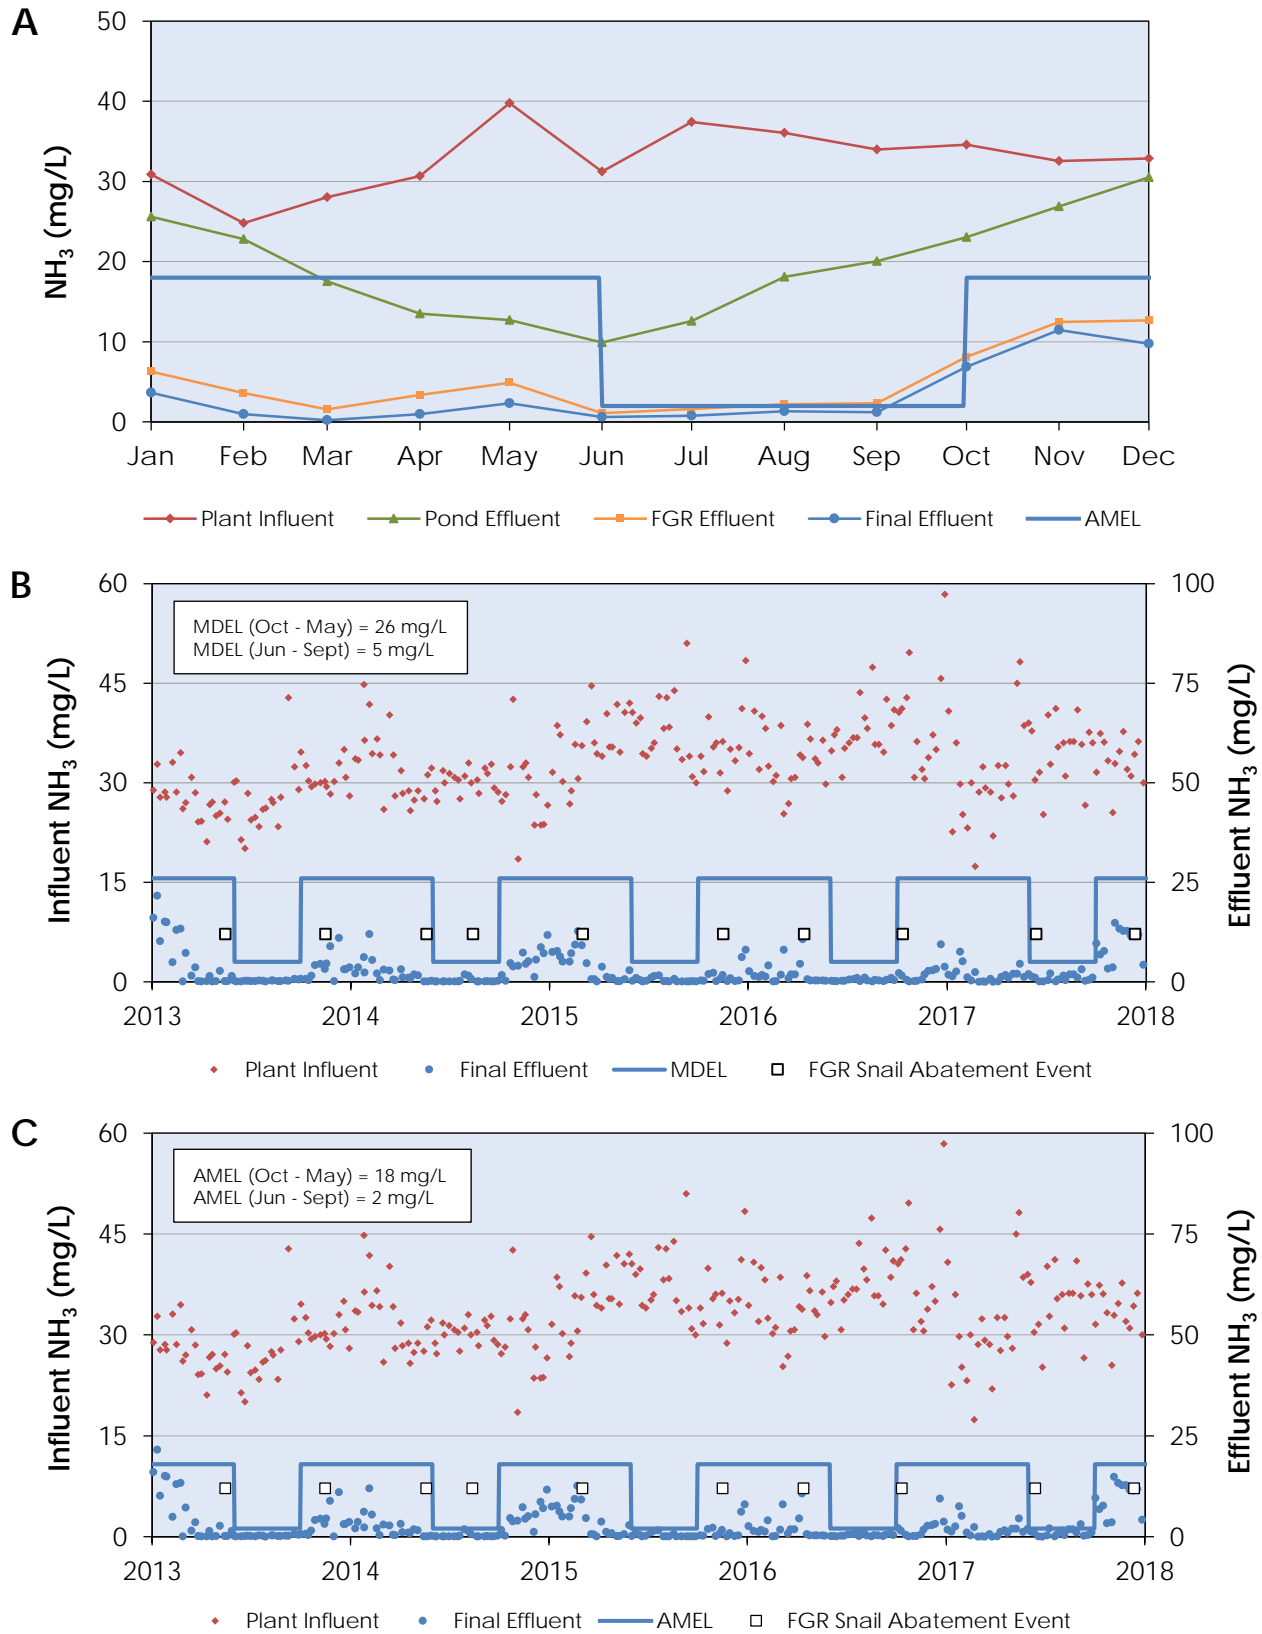 A
50
40
30
20
10
0
NH3 (mg/L)
Jan Feb Mar Apr May Jun Jul Aug Sep Oct Nov Dec
Plant Influent Pond Effluent FGR Effluent Final Effluent AMEL
B
60
45
30
15
0
Influent NH3 (mg/L)
MDEL (Oct - May) = 26 mg/L
MDEL (Jun - Sept) = 5 mg/L
100
75
50
25
0
Effluent NH3 (mg/L)
2013 2014 2015 2016 2017 2018
Plant Influent Final Effluent MDEL FGR Snail Abatement Event
C
60
45
30
15
0
Influent NH3 (mg/L)
AMEL (Oct - May) = 18 mg/L
AMEL (Jun - Sept) = 2 mg/L
100
75
50
25
0
Effluent NH3 (mg/L)
2013 2014 2015 2016 2017 2018
Plant Influent Final Effluent AMEL FGR Snail Abatement Event